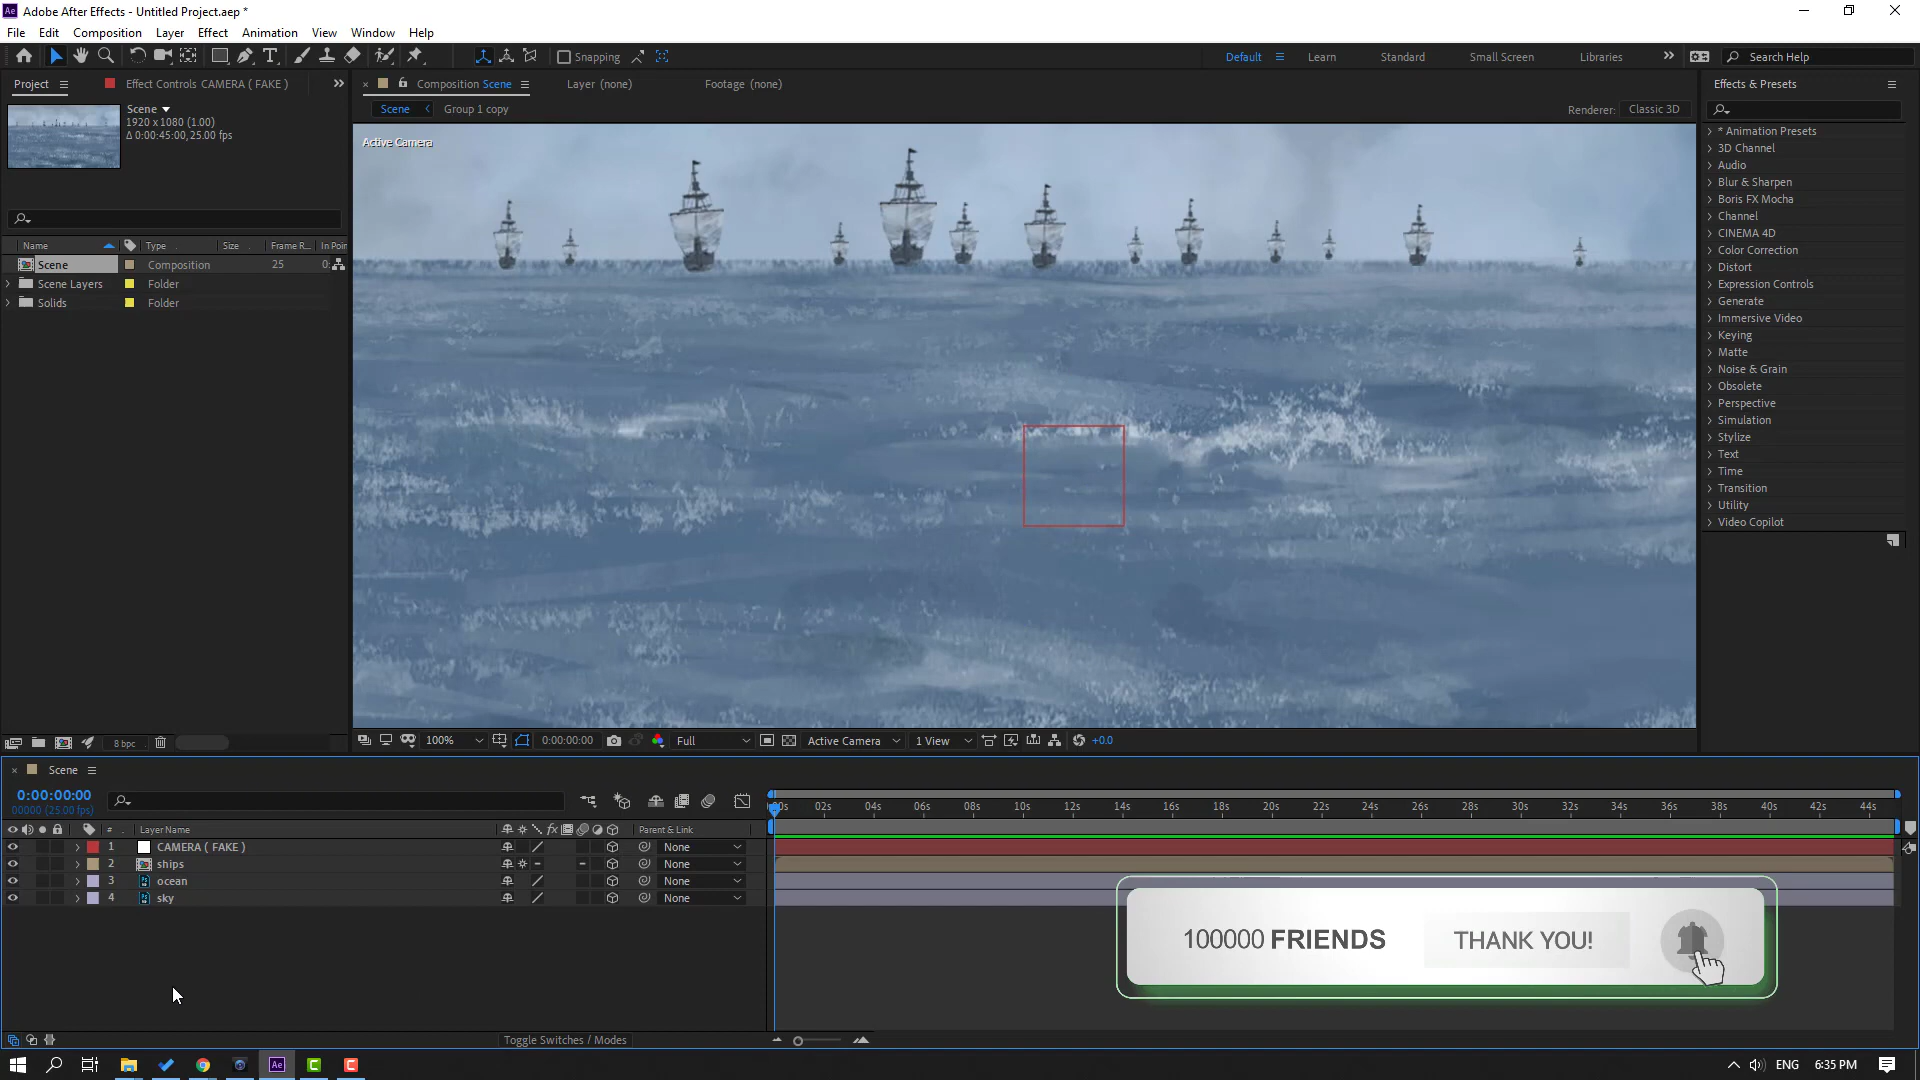 Ae Adobe After Effects - Untitled Project.aep *
File Edit Composition Layer Effect Animation View Window Help
Snapping
Default Learn Standard Small Screen Libraries Search Help
Project Effect Controls CAMERA ( FAKE )
Composition Scene Layer (none) Footage (none)
Scene Group 1 copy
Renderer: Classic 3D
Scene
1920 x 1080 (1.00)
Δ 0:00:45:00, 25.00 fps
Name Type Size Frame R... In Poin
Scene Composition 25 0:
Scene Layers Folder
Solids Folder
Active Camera
Effects & Presets
* Animation Presets
3D Channel
Audio
Blur & Sharpen
Boris FX Mocha
Channel
CINEMA 4D
Color Correction
Distort
Expression Controls
Generate
Immersive Video
Keying
Matte
Noise & Grain
Obsolete
Perspective
Simulation
Stylize
Text
Time
Transition
Utility
Video Copilot
8 bpc
100% 0:00:00:00 Full Active Camera 1 View +0.0
Scene
0:00:00:00
00000 (25.00 fps)
# Layer Name fx Parent & Link
00s 02s 04s 06s 08s 10s 12s 14s 16s 18s 20s 22s 24s 26s 28s 30s 32s 34s 36s 38s 40s 42s 44s
1 CAMERA ( FAKE ) None
2 ships None
3 ocean None
4 sky None
100000 FRIENDS THANK YOU!
Toggle Switches / Modes
Ae ENG 6:35 PM